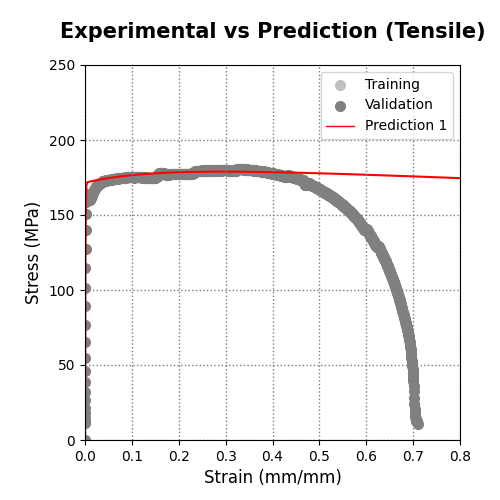 Experimental vs Prediction (Tensile)
Training
Validation
Prediction 1
250
200
150
100
50
0
0.0 0.1 0.2 0.3 0.4 0.5 0.6 0.7 0.8
Stress (MPa)
Strain (mm/mm)